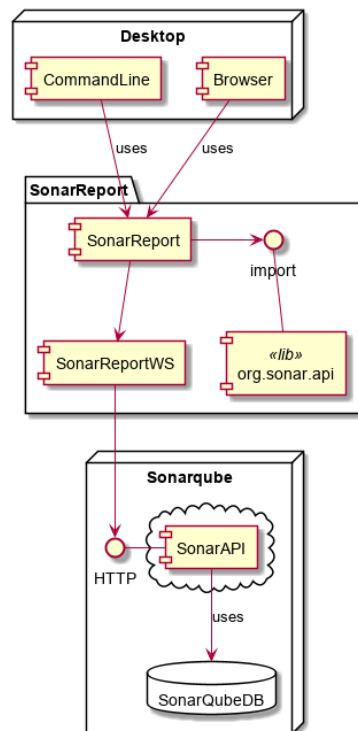 Desktop
CommandLine
Browser
uses
uses
SonarReport
SonarReport
import
SonarReportWS
«lib»
org.sonar.api
Sonarqube
SonarAPI
HTTP
uses
SonarQubeDB